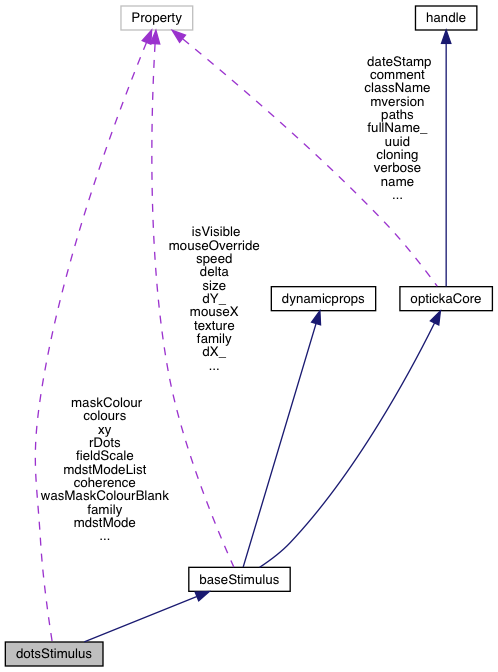 Property
handle
dateStamp
comment
className
mversion
paths
fullName_
uuid
cloning
verbose
name
...
isVisible
mouseOverride
speed
delta
size
dY_
mouseX
texture
family
dX_
...
dynamicprops
optickaCore
maskColour
colours
xy
rDots
fieldScale
mdstModeList
coherence
wasMaskColourBlank
family
mdstMode
...
baseStimulus
dotsStimulus